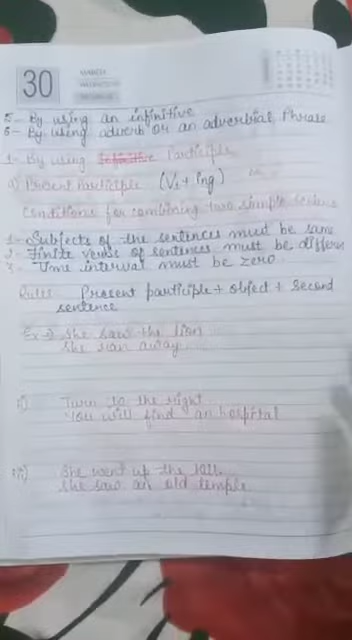 30
MARCH
WEDNESDAY
5- By using an infinitive
6- By using adverb or an adverbial Phrase
1- By using Participle
a) Present participle (V1 + ing)
Conditions for combining two simple
1- Subjects of the sentences must be same
2- Finite verbs of sentences must be differen
3- Time interval must be zero.
Rule: Present participle + object + second
sentence
Ex → She saw the lion
She ran away.
ii) Turn to the right
You will find an hospital
iii) She went up the hill
She saw an old temple